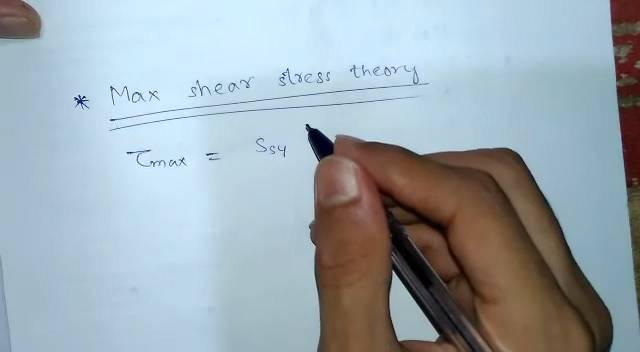 * Max shear stress theory
τmax = Ssy